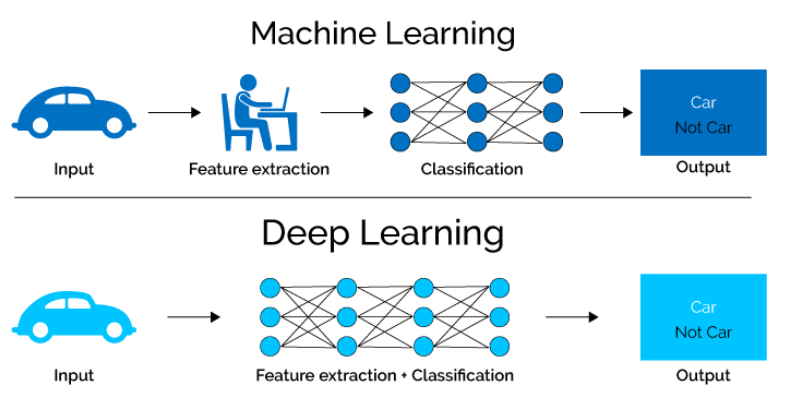 Machine Learning
Car
Not Car
Input
Feature extraction
Classification
Output
Deep Learning
Car
Not Car
Input
Feature extraction + Classification
Output